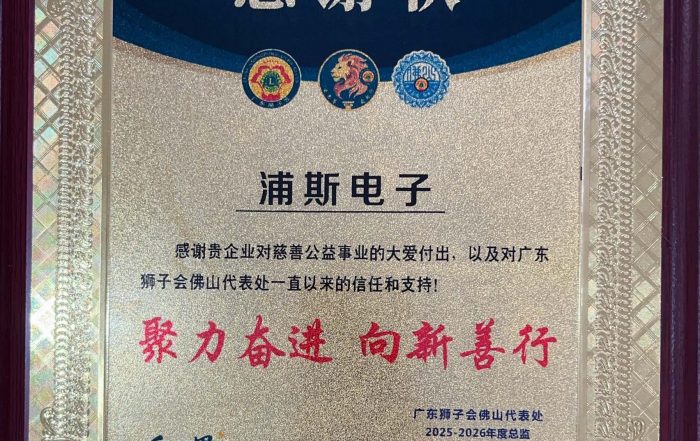 感谢状
浦斯电子
感谢贵企业对慈善公益事业的大爱付出，以及对广东
狮子会佛山代表处一直以来的信任和支持！
聚力奋进 向新善行
广东狮子会佛山代表处
2025-2026年度总监